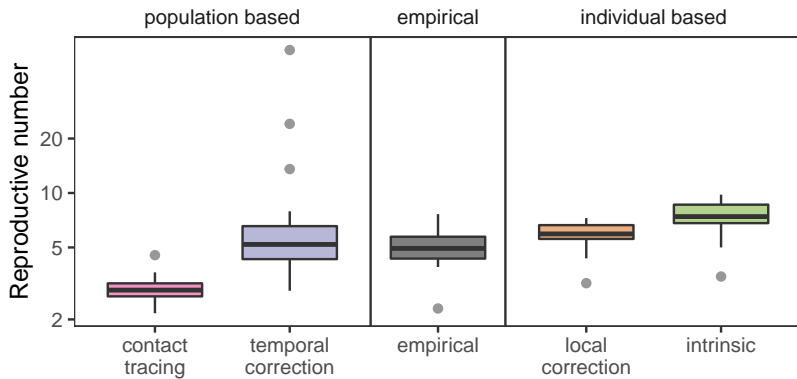 population based empirical individual based
Reproductive number
20
10
5
2
contact temporal empirical local intrinsic
tracing correction correction